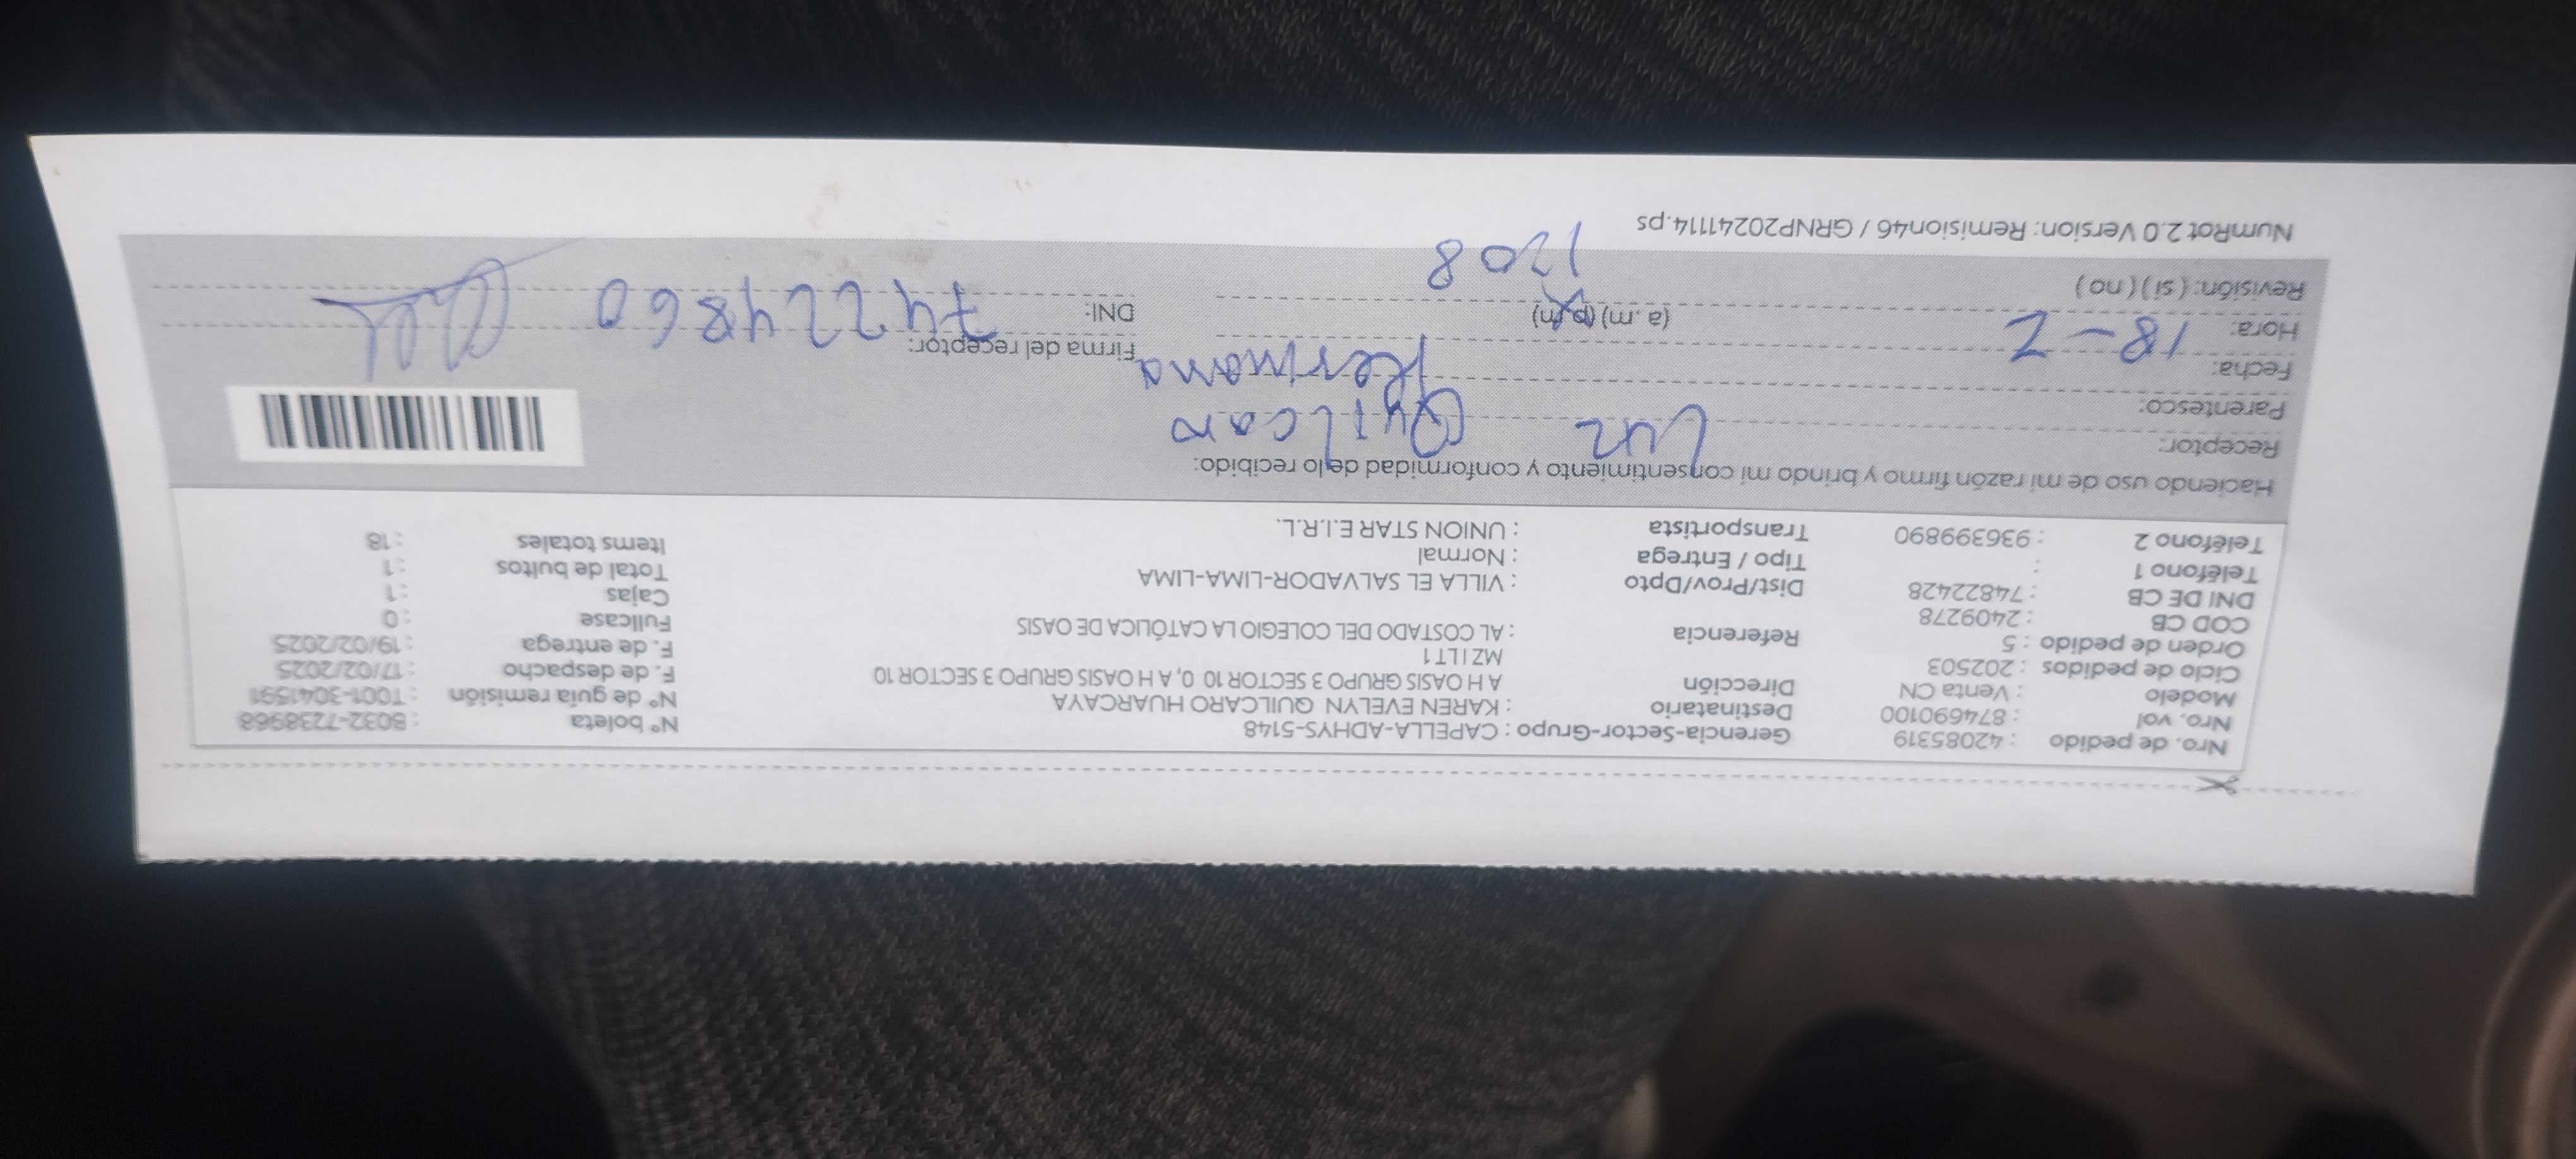 Nro. de pedido : 42085319 Gerencia-Sector-Grupo : CAPELLA-ADHYS-5148 N° boleta : B032-7238968
Nro. vol : 874690100 Destinatario : KAREN EVELYN QUILCARO HUARCAYA N° de guía remisión : T001-3041591
Modelo : Venta CN Dirección A H OASIS GRUPO 3 SECTOR 10 0, A H OASIS GRUPO 3 SECTOR 10 F. de despacho : 17/02/2025
Ciclo de pedidos : 202503 MZ I LT 1 F. de entrega : 19/02/2025
Orden de pedido : 5 Referencia : AL COSTADO DEL COLEGIO LA CATÓLICA DE OASIS Fullcase : 0
COD CB : 2409278 Cajas : 1
DNI DE CB : 74822428 Dist/Prov/Dpto : VILLA EL SALVADOR-LIMA-LIMA Total de bultos : 1
Teléfono 1 : Tipo / Entrega : Normal Items totales : 18
Teléfono 2 : 936399890 Transportista : UNION STAR E.I.R.L.
Haciendo uso de mi razón firmo y brindo mi consentimiento y conformidad de lo recibido:
Receptor: Luz Quilcaro
Parentesco: Hermana
Fecha: 18-2 Firma del receptor:
Hora: (a .m) (p.m) DNI: 74224860
Revisión: ( si ) ( no ) 1208
NumRot 2.0 Version: Remision46 / GRNP20241114.ps